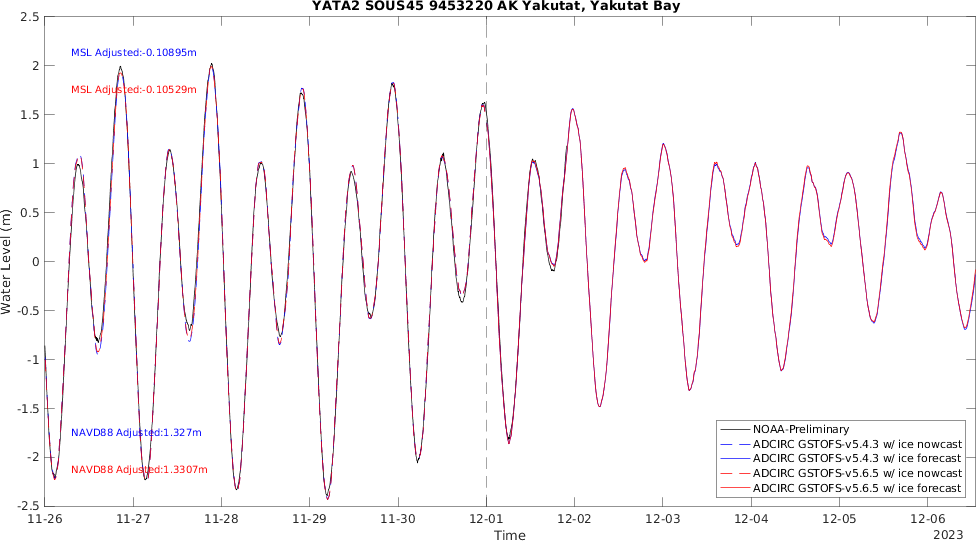 YATA2 SOUS45 9453220 AK Yakutat, Yakutat Bay
2.5
2
1.5
1
0.5
0
-0.5
-1
-1.5
-2
-2.5
Water Level (m)
MSL Adjusted:-0.10895m
MSL Adjusted:-0.10529m
NAVD88 Adjusted:1.327m
NAVD88 Adjusted:1.3307m
NOAA-Preliminary
ADCIRC GSTOFS-v5.4.3 w/ ice nowcast
ADCIRC GSTOFS-v5.4.3 w/ ice forecast
ADCIRC GSTOFS-v5.6.5 w/ ice nowcast
ADCIRC GSTOFS-v5.6.5 w/ ice forecast
11-26 11-27 11-28 11-29 11-30 12-01 12-02 12-03 12-04 12-05 12-06
Time
2023